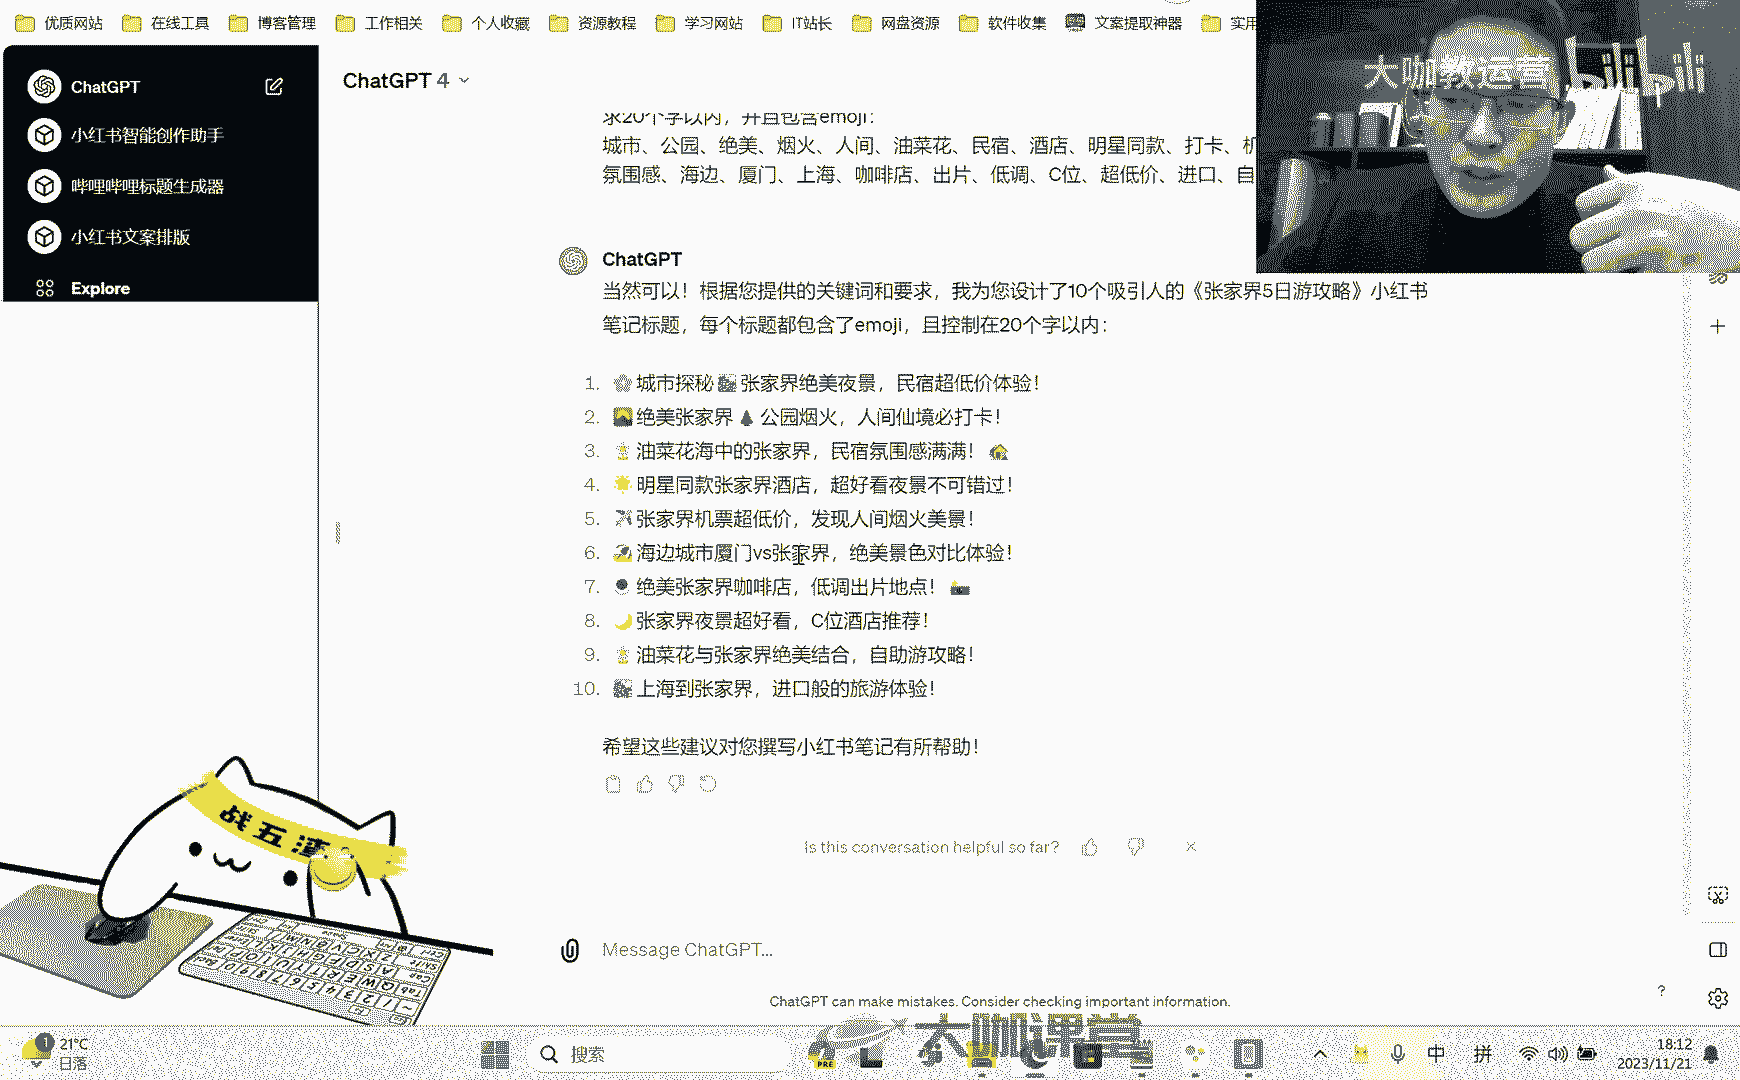 优质网站 在线工具 博客管理 工作相关 个人收藏 资源教程 学习网站 IT站长 网盘资源 软件收集 文案提取神器 实用
大咖教运营 bilibili
ChatGPT
小红书智能创作助手
哔哩哔哩标题生成器
小红书文案排版
Explore
ChatGPT 4
求20个字以内，并且包含emoji：
城市、公园、绝美、烟火、人间、油菜花、民宿、酒店、明星同款、打卡、机
氛围感、海边、厦门、上海、咖啡店、出片、低调、C位、超低价、进口、自
ChatGPT
当然可以！根据您提供的关键词和要求，我为您设计了10个吸引人的《张家界5日游攻略》小红书
笔记标题，每个标题都包含了emoji，且控制在20个字以内：
1. 城市探秘 张家界绝美夜景，民宿超低价体验！
2. 绝美张家界 🌲 公园烟火，人间仙境必打卡！
3. 油菜花海中的张家界，民宿氛围感满满！ 🏠
4. 🌟 明星同款张家界酒店，超好看夜景不可错过！
5. ✈ 张家界机票超低价，发现人间烟火美景！
6. 🏖 海边城市厦门vs张家界，绝美景色对比体验！
7. 绝美张家界咖啡店，低调出片地点！
8. 🌙 张家界夜景超好看，C位酒店推荐！
9. 油菜花与张家界绝美结合，自助游攻略！
10. 上海到张家界，进口般的旅游体验！
希望这些建议对您撰写小红书笔记有所帮助！
Is this conversation helpful so far?
Message ChatGPT...
ChatGPT can make mistakes. Consider checking important information.
?
战五渣
大咖课堂
1
21°C
日落
搜索
PRE
中 拼
18:12
2023/11/21